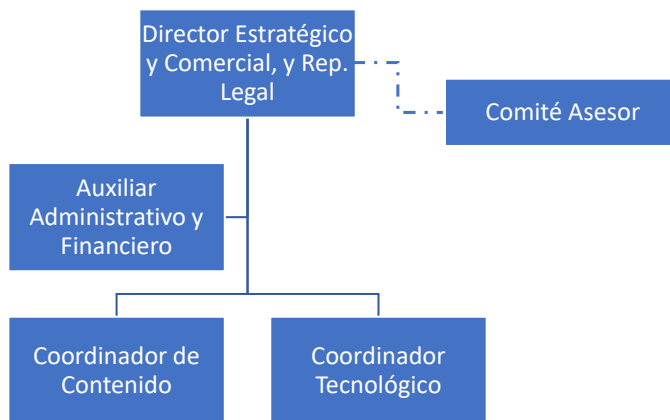 Director Estratégico
y Comercial, y Rep.
Legal
Comité Asesor
Auxiliar
Administrativo y
Financiero
Coordinador de
Contenido
Coordinador
Tecnológico